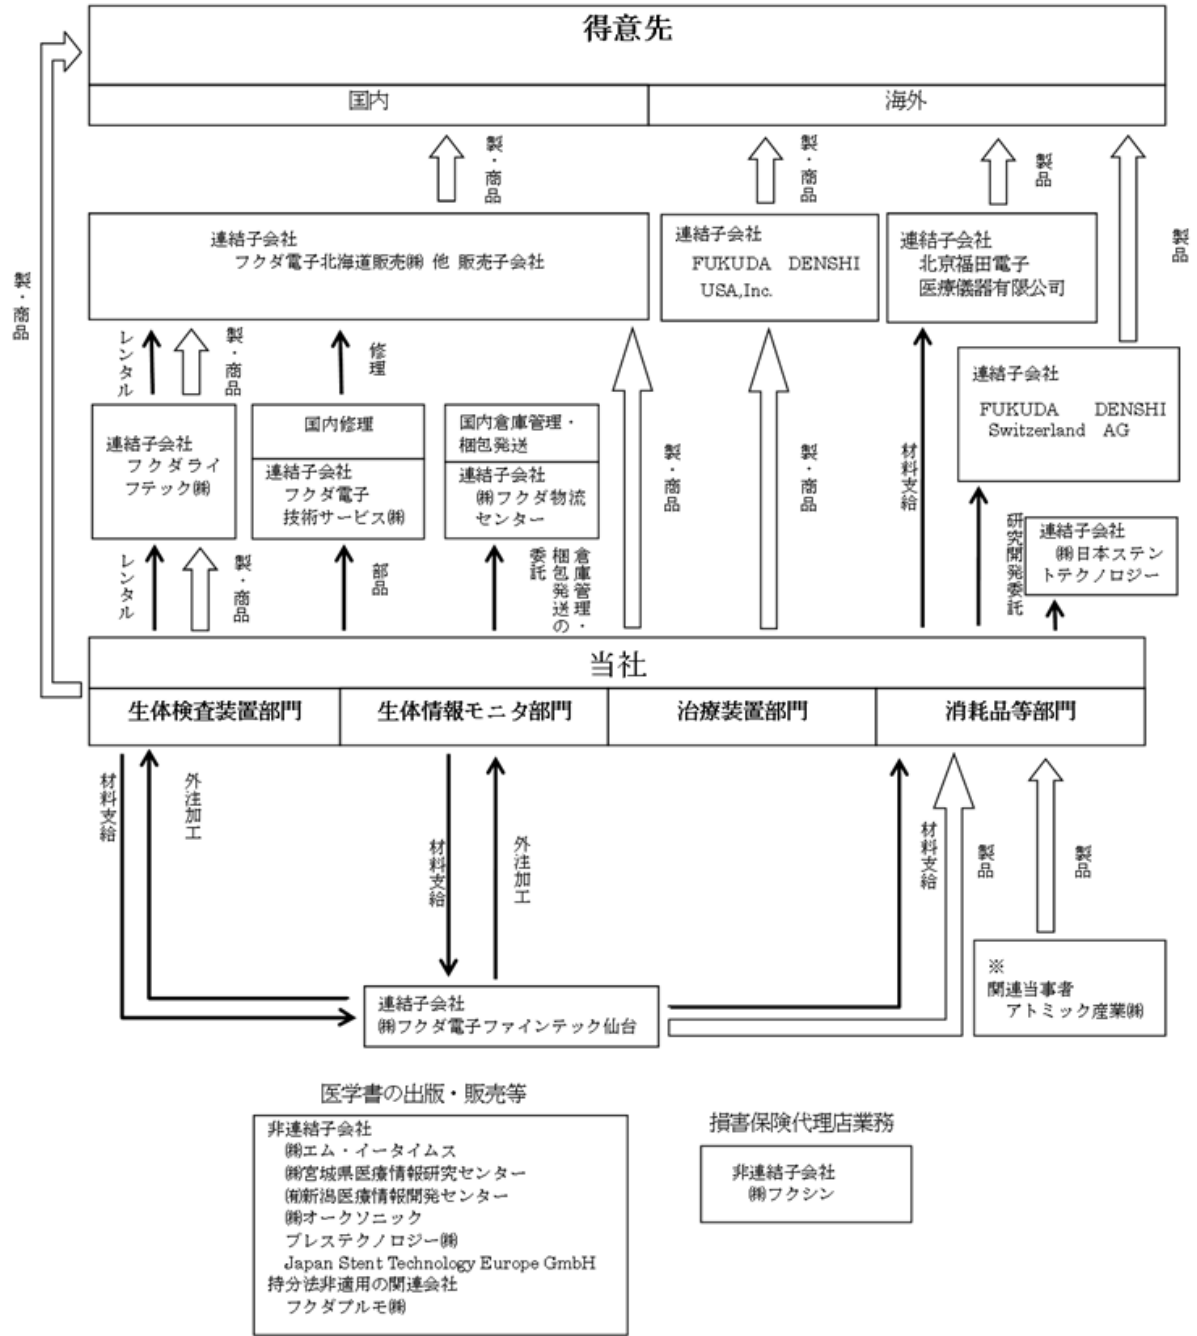 得意先
国内
海外
製・商品
製・商品
製・商品
製品
製品
連結子会社
フクダ電子北海道販売㈱ 他 販売子会社
連結子会社
FUKUDA DENSHI
USA,Inc.
連結子会社
北京福田電子
医療儀器有限公司
レンタル
製・商品
修理
連結子会社
FUKUDA DENSHI
Switzerland AG
連結子会社
フクダライ
フテック㈱
国内修理
連結子会社
フクダ電子
技術サービス㈱
国内倉庫管理・
梱包発送
連結子会社
㈱フクダ物流
センター
製・商品
製・商品
材料支給
研究開発委託
連結子会社
㈱日本ステン
トテクノロジー
レンタル
製・商品
部品
倉庫管理・
梱包発送の
委託
当社
生体検査装置部門
生体情報モニタ部門
治療装置部門
消耗品等部門
材料支給
外注加工
材料支給
外注加工
材料支給
製品
製品
連結子会社
㈱フクダ電子ファインテック仙台
※
関連当事者
アトミック産業㈱
医学書の出版・販売等
非連結子会社
㈱エム・イータイムス
㈱宮城県医療情報研究センター
㈲新潟医療情報開発センター
㈱オークソニック
ブレステクノロジー㈱
Japan Stent Technology Europe GmbH
持分法非適用の関連会社
フクダプルモ㈱
損害保険代理店業務
非連結子会社
㈱フクシン